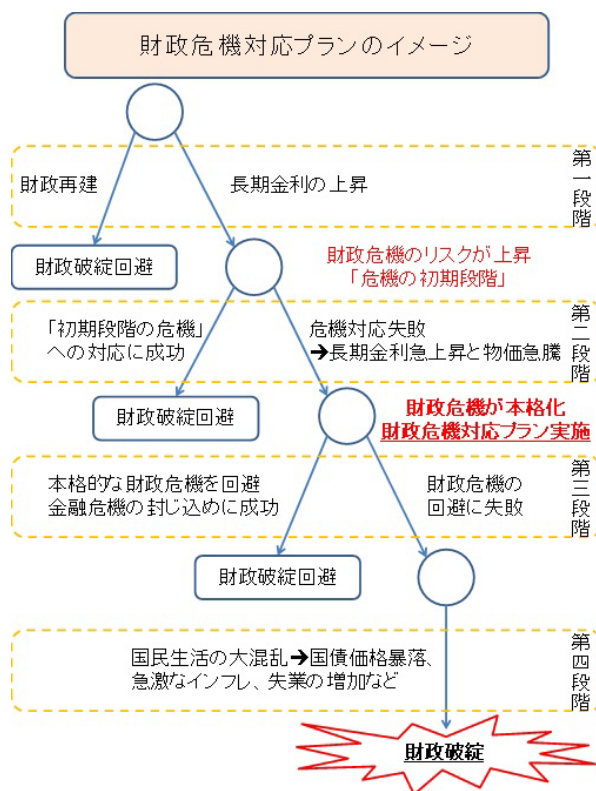 財政危機対応プランのイメージ
第一段階
財政再建
長期金利の上昇
財政破綻回避
財政危機のリスクが上昇
「危機の初期段階」
第二段階
「初期段階の危機」
への対応に成功
危機対応失敗
➔長期金利急上昇と物価急騰
財政破綻回避
財政危機が本格化
財政危機対応プラン実施
第三段階
本格的な財政危機を回避
金融危機の封じ込めに成功
財政危機の
回避に失敗
財政破綻回避
第四段階
国民生活の大混乱➔国債価格暴落、
急激なインフレ、失業の増加など
財政破綻